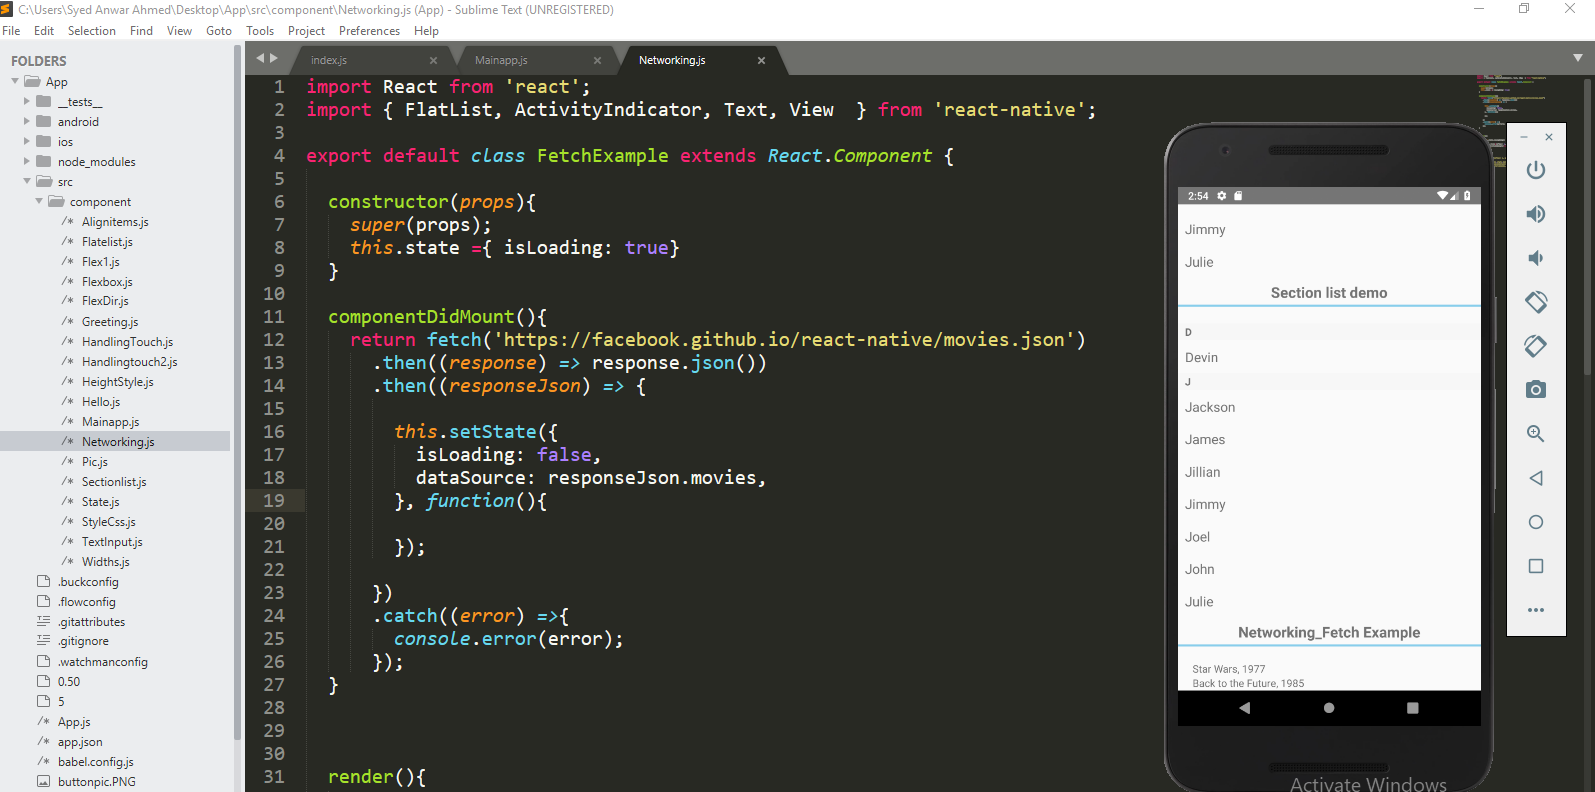 C:\Users\Syed Anwar Ahmed\Desktop\App\src\component\Networking.js (App) - Sublime Text (UNREGISTERED)
File Edit Selection Find View Goto Tools Project Preferences Help
FOLDERS
App
__tests__
android
ios
node_modules
src
component
/* Alignitems.js
/* Flatelist.js
/* Flex1.js
/* Flexbox.js
/* FlexDir.js
/* Greeting.js
/* HandlingTouch.js
/* Handlingtouch2.js
/* HeightStyle.js
/* Hello.js
/* Mainapp.js
/* Networking.js
/* Pic.js
/* Sectionlist.js
/* State.js
/* StyleCss.js
/* TextInput.js
/* Widths.js
.buckconfig
.flowconfig
.gitattributes
.gitignore
.watchmanconfig
0.50
5
/* App.js
/* app.json
/* babel.config.js
buttonpic.PNG
index.js Mainapp.js Networking.js
1 import React from 'react';
2 import { FlatList, ActivityIndicator, Text, View  } from 'react-native';
3
4 export default class FetchExample extends React.Component {
5
6   constructor(props){
7     super(props);
8     this.state ={ isLoading: true}
9   }
10
11   componentDidMount(){
12     return fetch('https://facebook.github.io/react-native/movies.json')
13       .then((response) => response.json())
14       .then((responseJson) => {
15
16         this.setState({
17           isLoading: false,
18           dataSource: responseJson.movies,
19         }, function(){
20
21         });
22
23       })
24       .catch((error) =>{
25         console.error(error);
26       });
27   }
28
29
30
31   render(){
2:54
Jimmy
Julie
Section list demo
D
Devin
J
Jackson
James
Jillian
Jimmy
Joel
John
Julie
Networking_Fetch Example
Star Wars, 1977
Back to the Future, 1985
Activate Windows